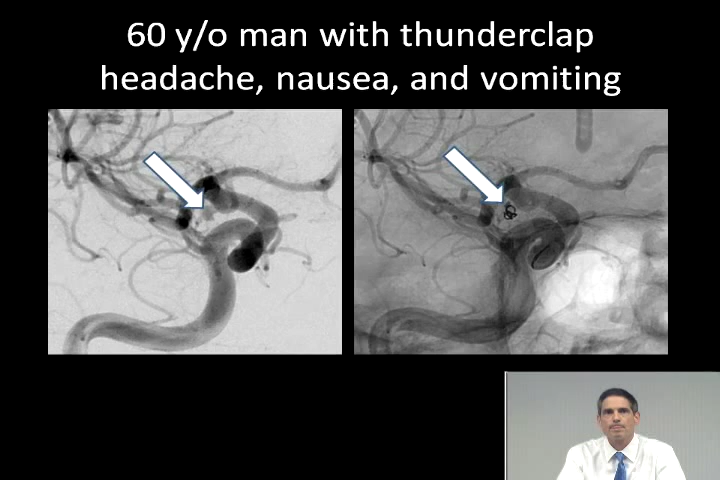 60 y/o man with thunderclap
headache, nausea, and vomiting